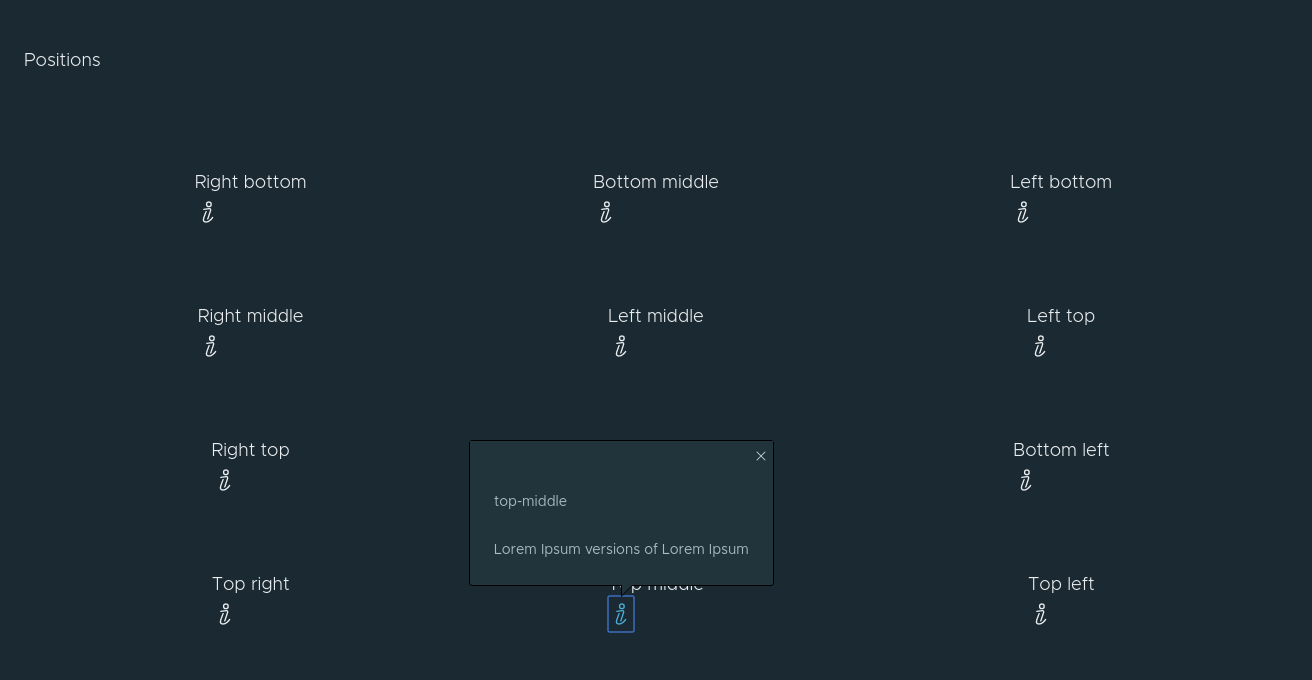 Positions
Right bottom
Bottom middle
Left bottom
Right middle
Left middle
Left top
Right top
Bottom left
top-middle
Lorem Ipsum versions of Lorem Ipsum
Top right
Top middle
Top left